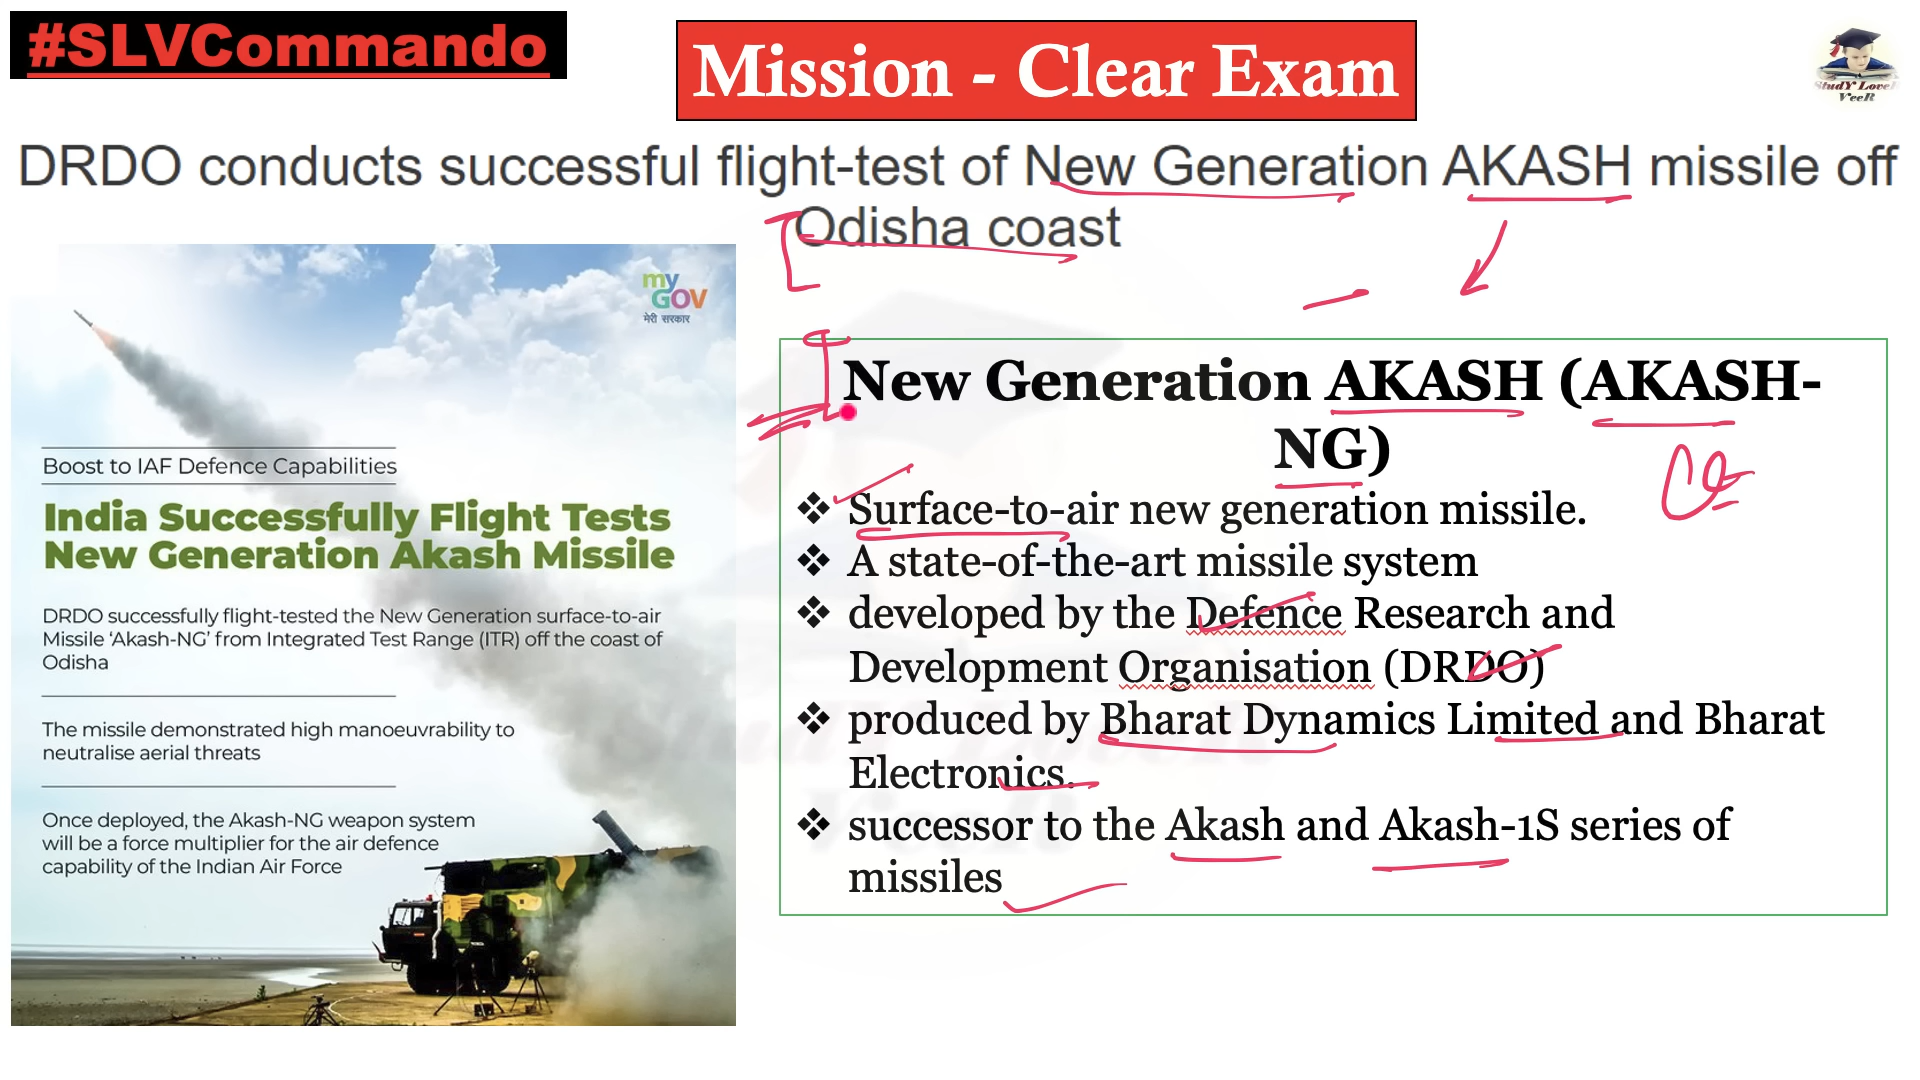 #SLVCommando
Mission - Clear Exam
StudY LoveR
VeeR
DRDO conducts successful flight-test of New Generation AKASH missile off
Odisha coast
my
GOV
मेरी सरकार
Boost to IAF Defence Capabilities
India Successfully Flight Tests
New Generation Akash Missile
DRDO successfully flight-tested the New Generation surface-to-air
Missile ‘Akash-NG’ from Integrated Test Range (ITR) off the coast of
Odisha
The missile demonstrated high manoeuvrability to
neutralise aerial threats
Once deployed, the Akash-NG weapon system
will be a force multiplier for the air defence
capability of the Indian Air Force
New Generation AKASH (AKASH-
NG)
❖ Surface-to-air new generation missile.
❖ A state-of-the-art missile system
❖ developed by the Defence Research and
Development Organisation (DRDO)
❖ produced by Bharat Dynamics Limited and Bharat
Electronics.
❖ successor to the Akash and Akash-1S series of
missiles